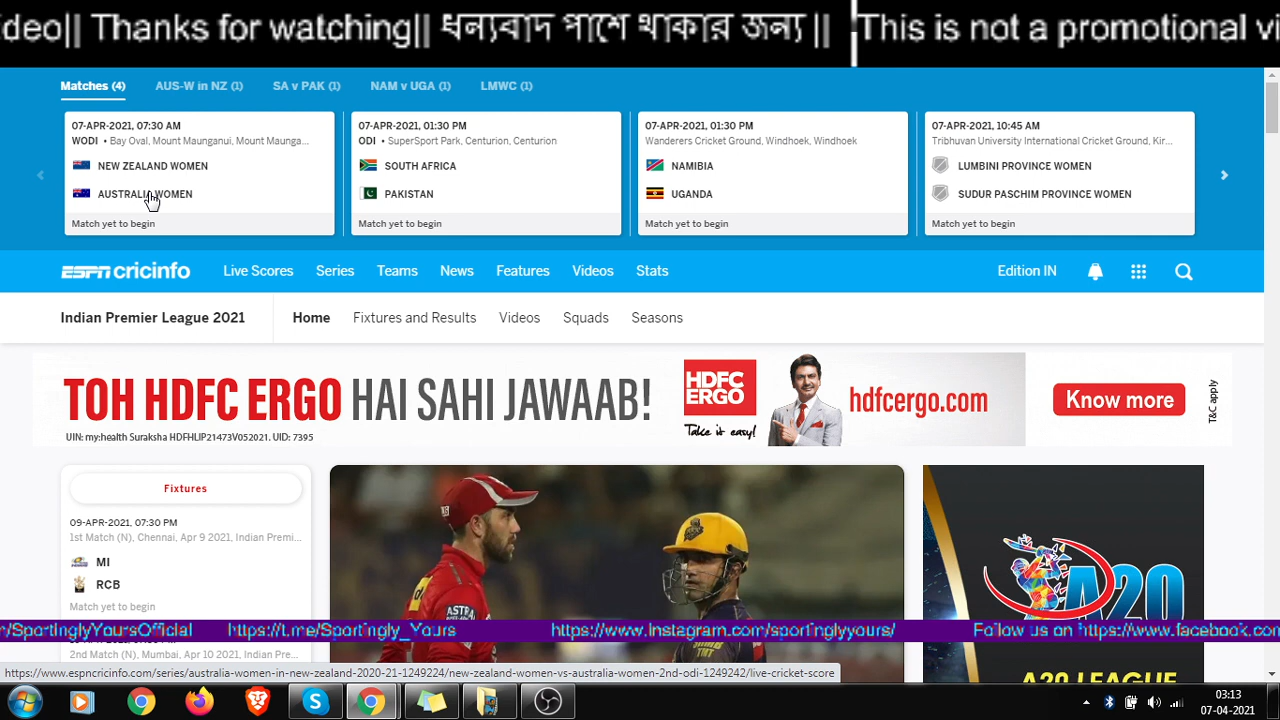 ideo|| Thanks for watching|| ধন্যবাদ পাশে থাকার জন্য || This is not a promotional vi
Matches (4) AUS-W in NZ (1) SA v PAK (1) NAM v UGA (1) LMWC (1)
07-APR-2021, 07:30 AM
WODI • Bay Oval, Mount Maunganui, Mount Maunga...
NEW ZEALAND WOMEN
AUSTRALIA WOMEN
Match yet to begin
07-APR-2021, 01:30 PM
ODI • SuperSport Park, Centurion, Centurion
SOUTH AFRICA
PAKISTAN
Match yet to begin
07-APR-2021, 01:30 PM
Wanderers Cricket Ground, Windhoek, Windhoek
NAMIBIA
UGANDA
Match yet to begin
07-APR-2021, 10:45 AM
Tribhuvan University International Cricket Ground, Kir...
LUMBINI PROVINCE WOMEN
SUDUR PASCHIM PROVINCE WOMEN
Match yet to begin
ESPN cricinfo Live Scores Series Teams News Features Videos Stats Edition IN
Indian Premier League 2021 Home Fixtures and Results Videos Squads Seasons
TOH HDFC ERGO HAI SAHI JAWAAB!
UIN: my:health Suraksha HDFHLIP21473V052021. UID: 7395
HDFC
ERGO
Take it easy!
hdfcergo.com
Know more
T&C apply
Fixtures
09-APR-2021, 07:30 PM
1st Match (N), Chennai, Apr 9 2021, Indian Premi...
MI
RCB
Match yet to begin
2nd Match (N), Mumbai, Apr 10 2021, Indian Pre...
ASTRA
A20
A20 LEAGUE
m/SportinglyYoursOfficial https://t.me/Sportingly_Yours https://www.instagram.com/sportinglyyours/ Follow us on https://www.facebook.com
https://www.espncricinfo.com/series/australia-women-in-new-zealand-2020-21-1249224/new-zealand-women-vs-australia-women-2nd-odi-1249242/live-cricket-score
03:13
07-04-2021